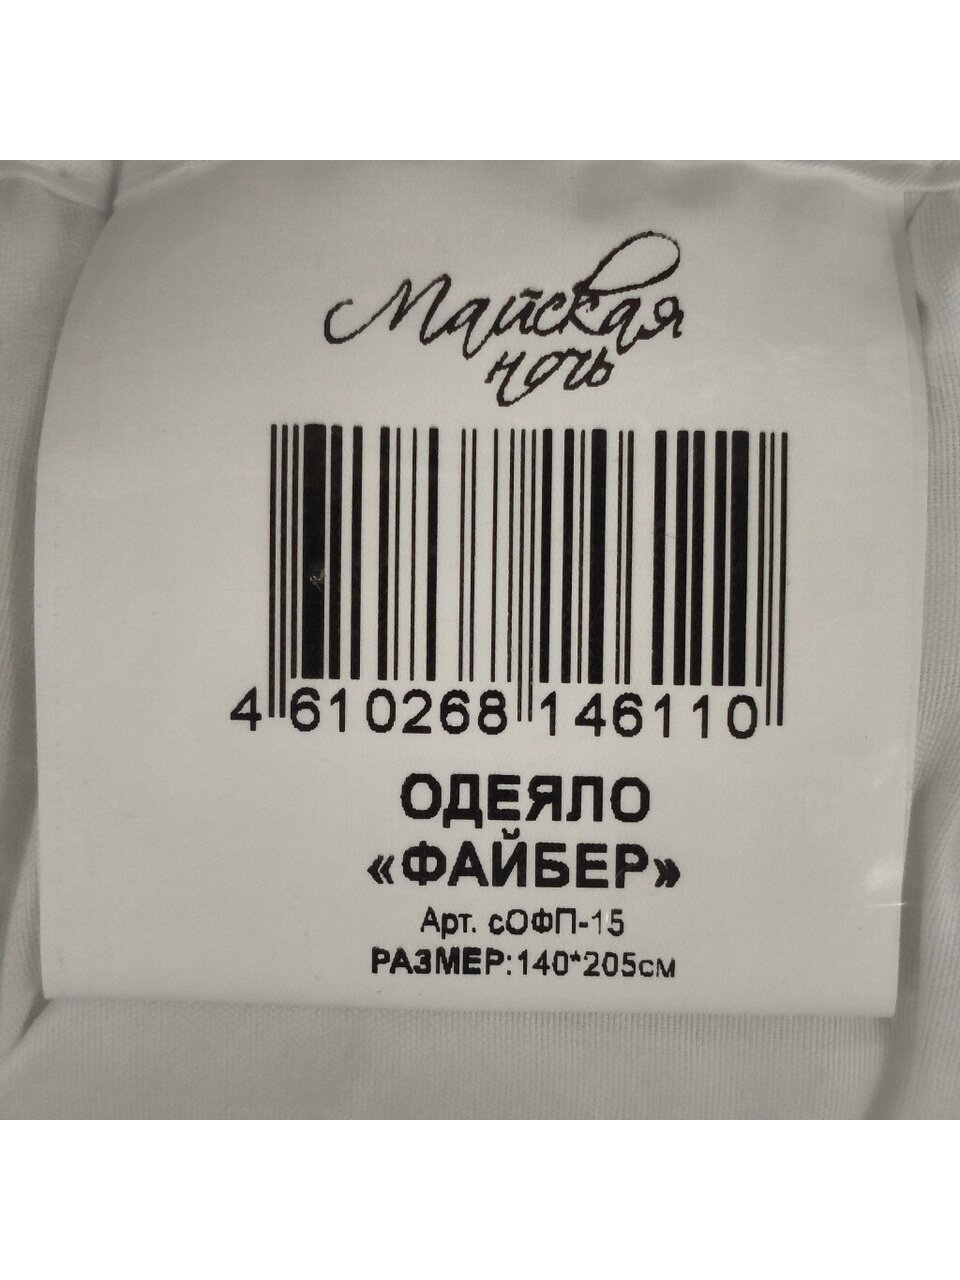 Майская
ночь
4 610268 146110
ОДЕЯЛО
«ФАЙБЕР»
Арт. сОФП-15
РАЗМЕР:140*205см